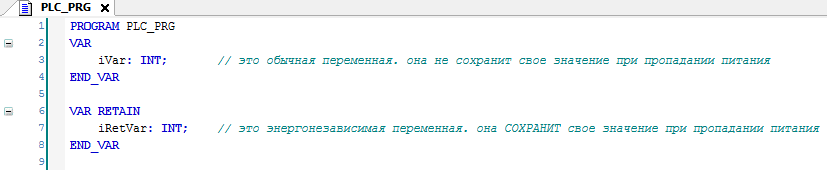 PLC_PRG
1 PROGRAM PLC_PRG
2 VAR
3 iVar: INT; // это обычная переменная. она не сохранит свое значение при пропадании питания
4 END_VAR
5
6 VAR RETAIN
7 iRetVar: INT; // это энергонезависимая переменная. она СОХРАНИТ свое значение при пропадании питания
8 END_VAR
9